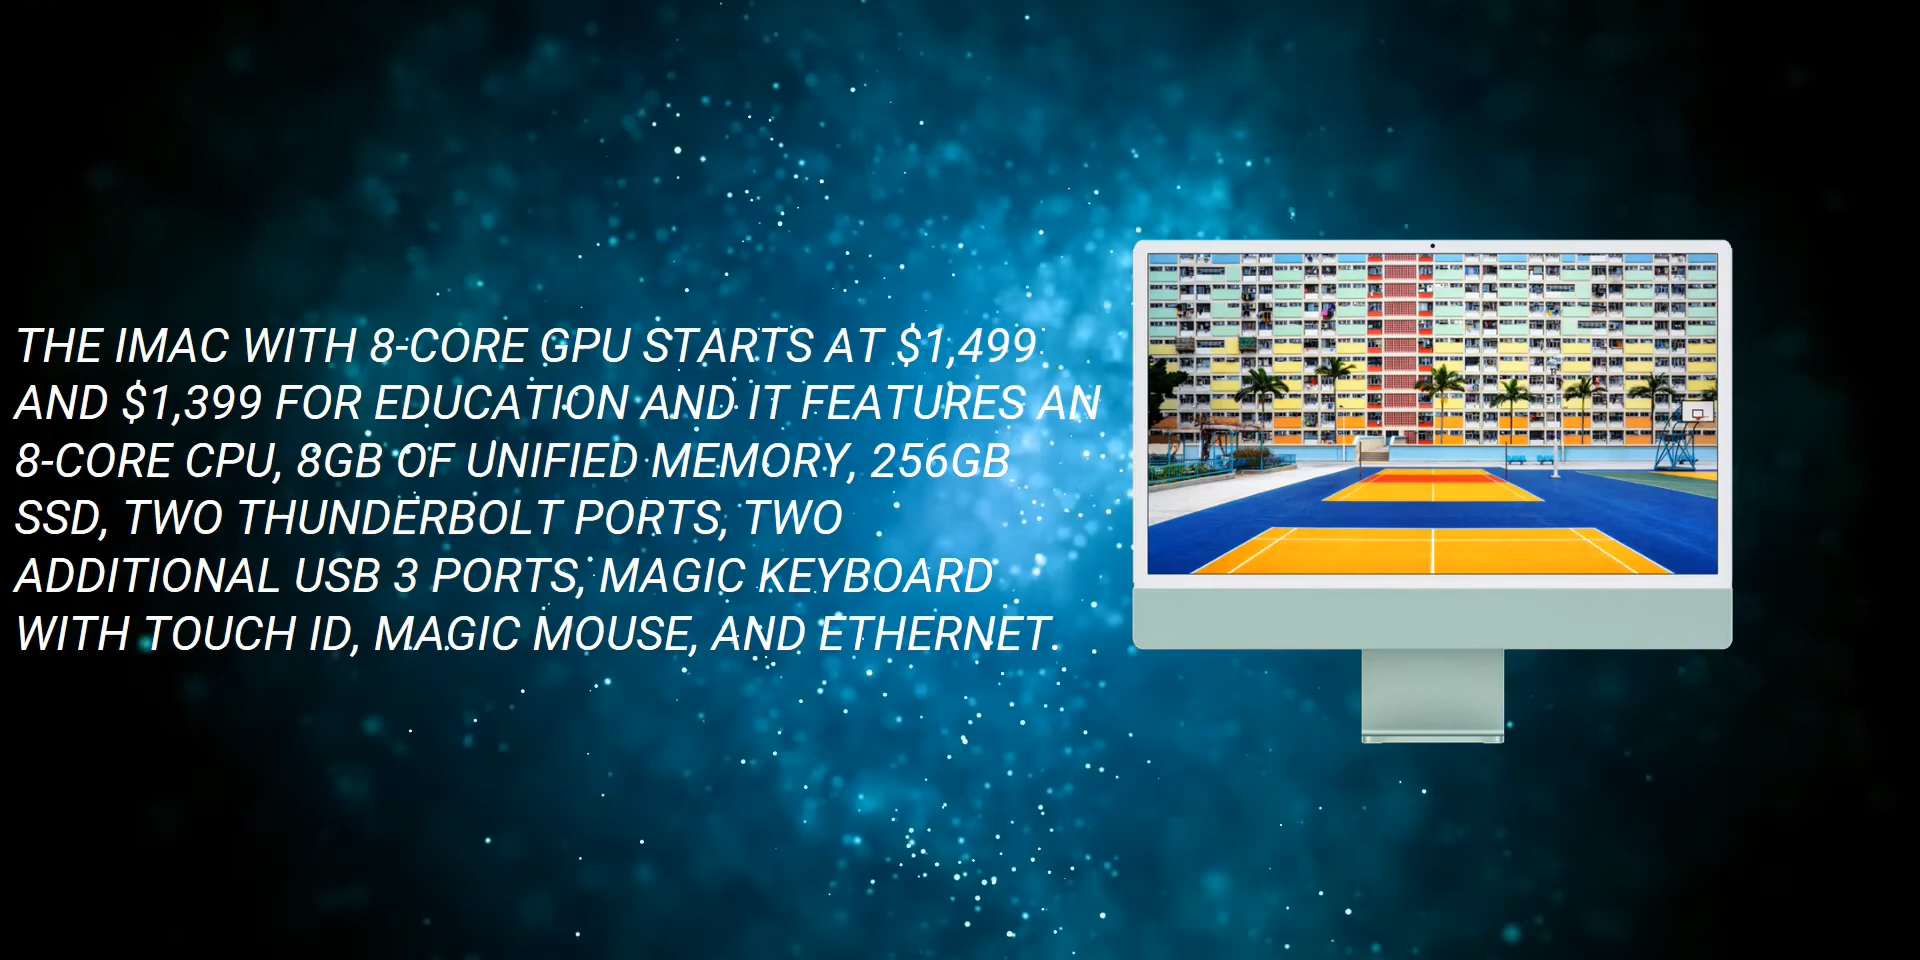 THE IMAC WITH 8-CORE GPU STARTS AT $1,499
AND $1,399 FOR EDUCATION AND IT FEATURES AN
8-CORE CPU, 8GB OF UNIFIED MEMORY, 256GB
SSD, TWO THUNDERBOLT PORTS, TWO
ADDITIONAL USB 3 PORTS, MAGIC KEYBOARD
WITH TOUCH ID, MAGIC MOUSE, AND ETHERNET.